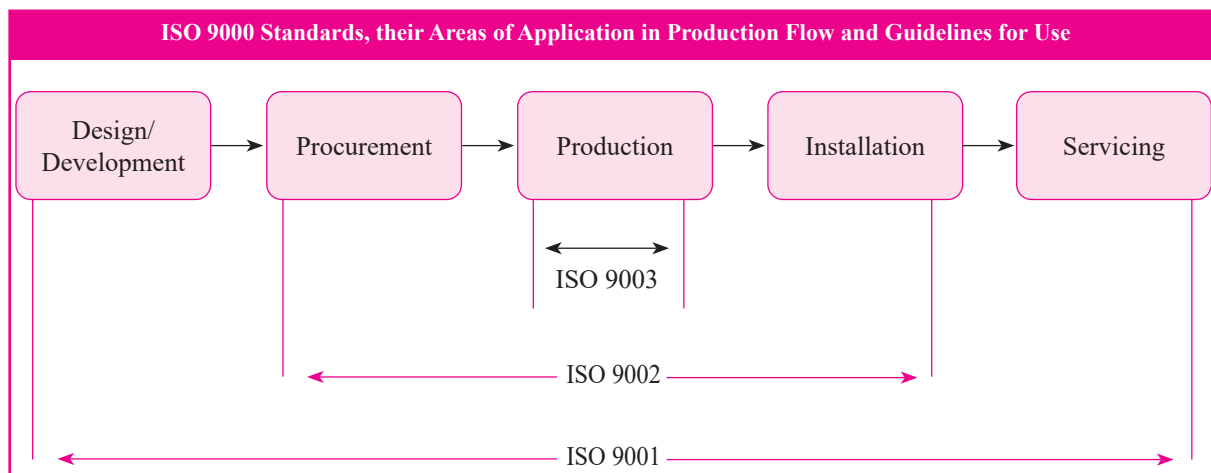 ISO 9000 Standards, their Areas of Application in Production Flow and Guidelines for Use
Design/
Development
Procurement
Production
Installation
Servicing
ISO 9003
ISO 9002
ISO 9001